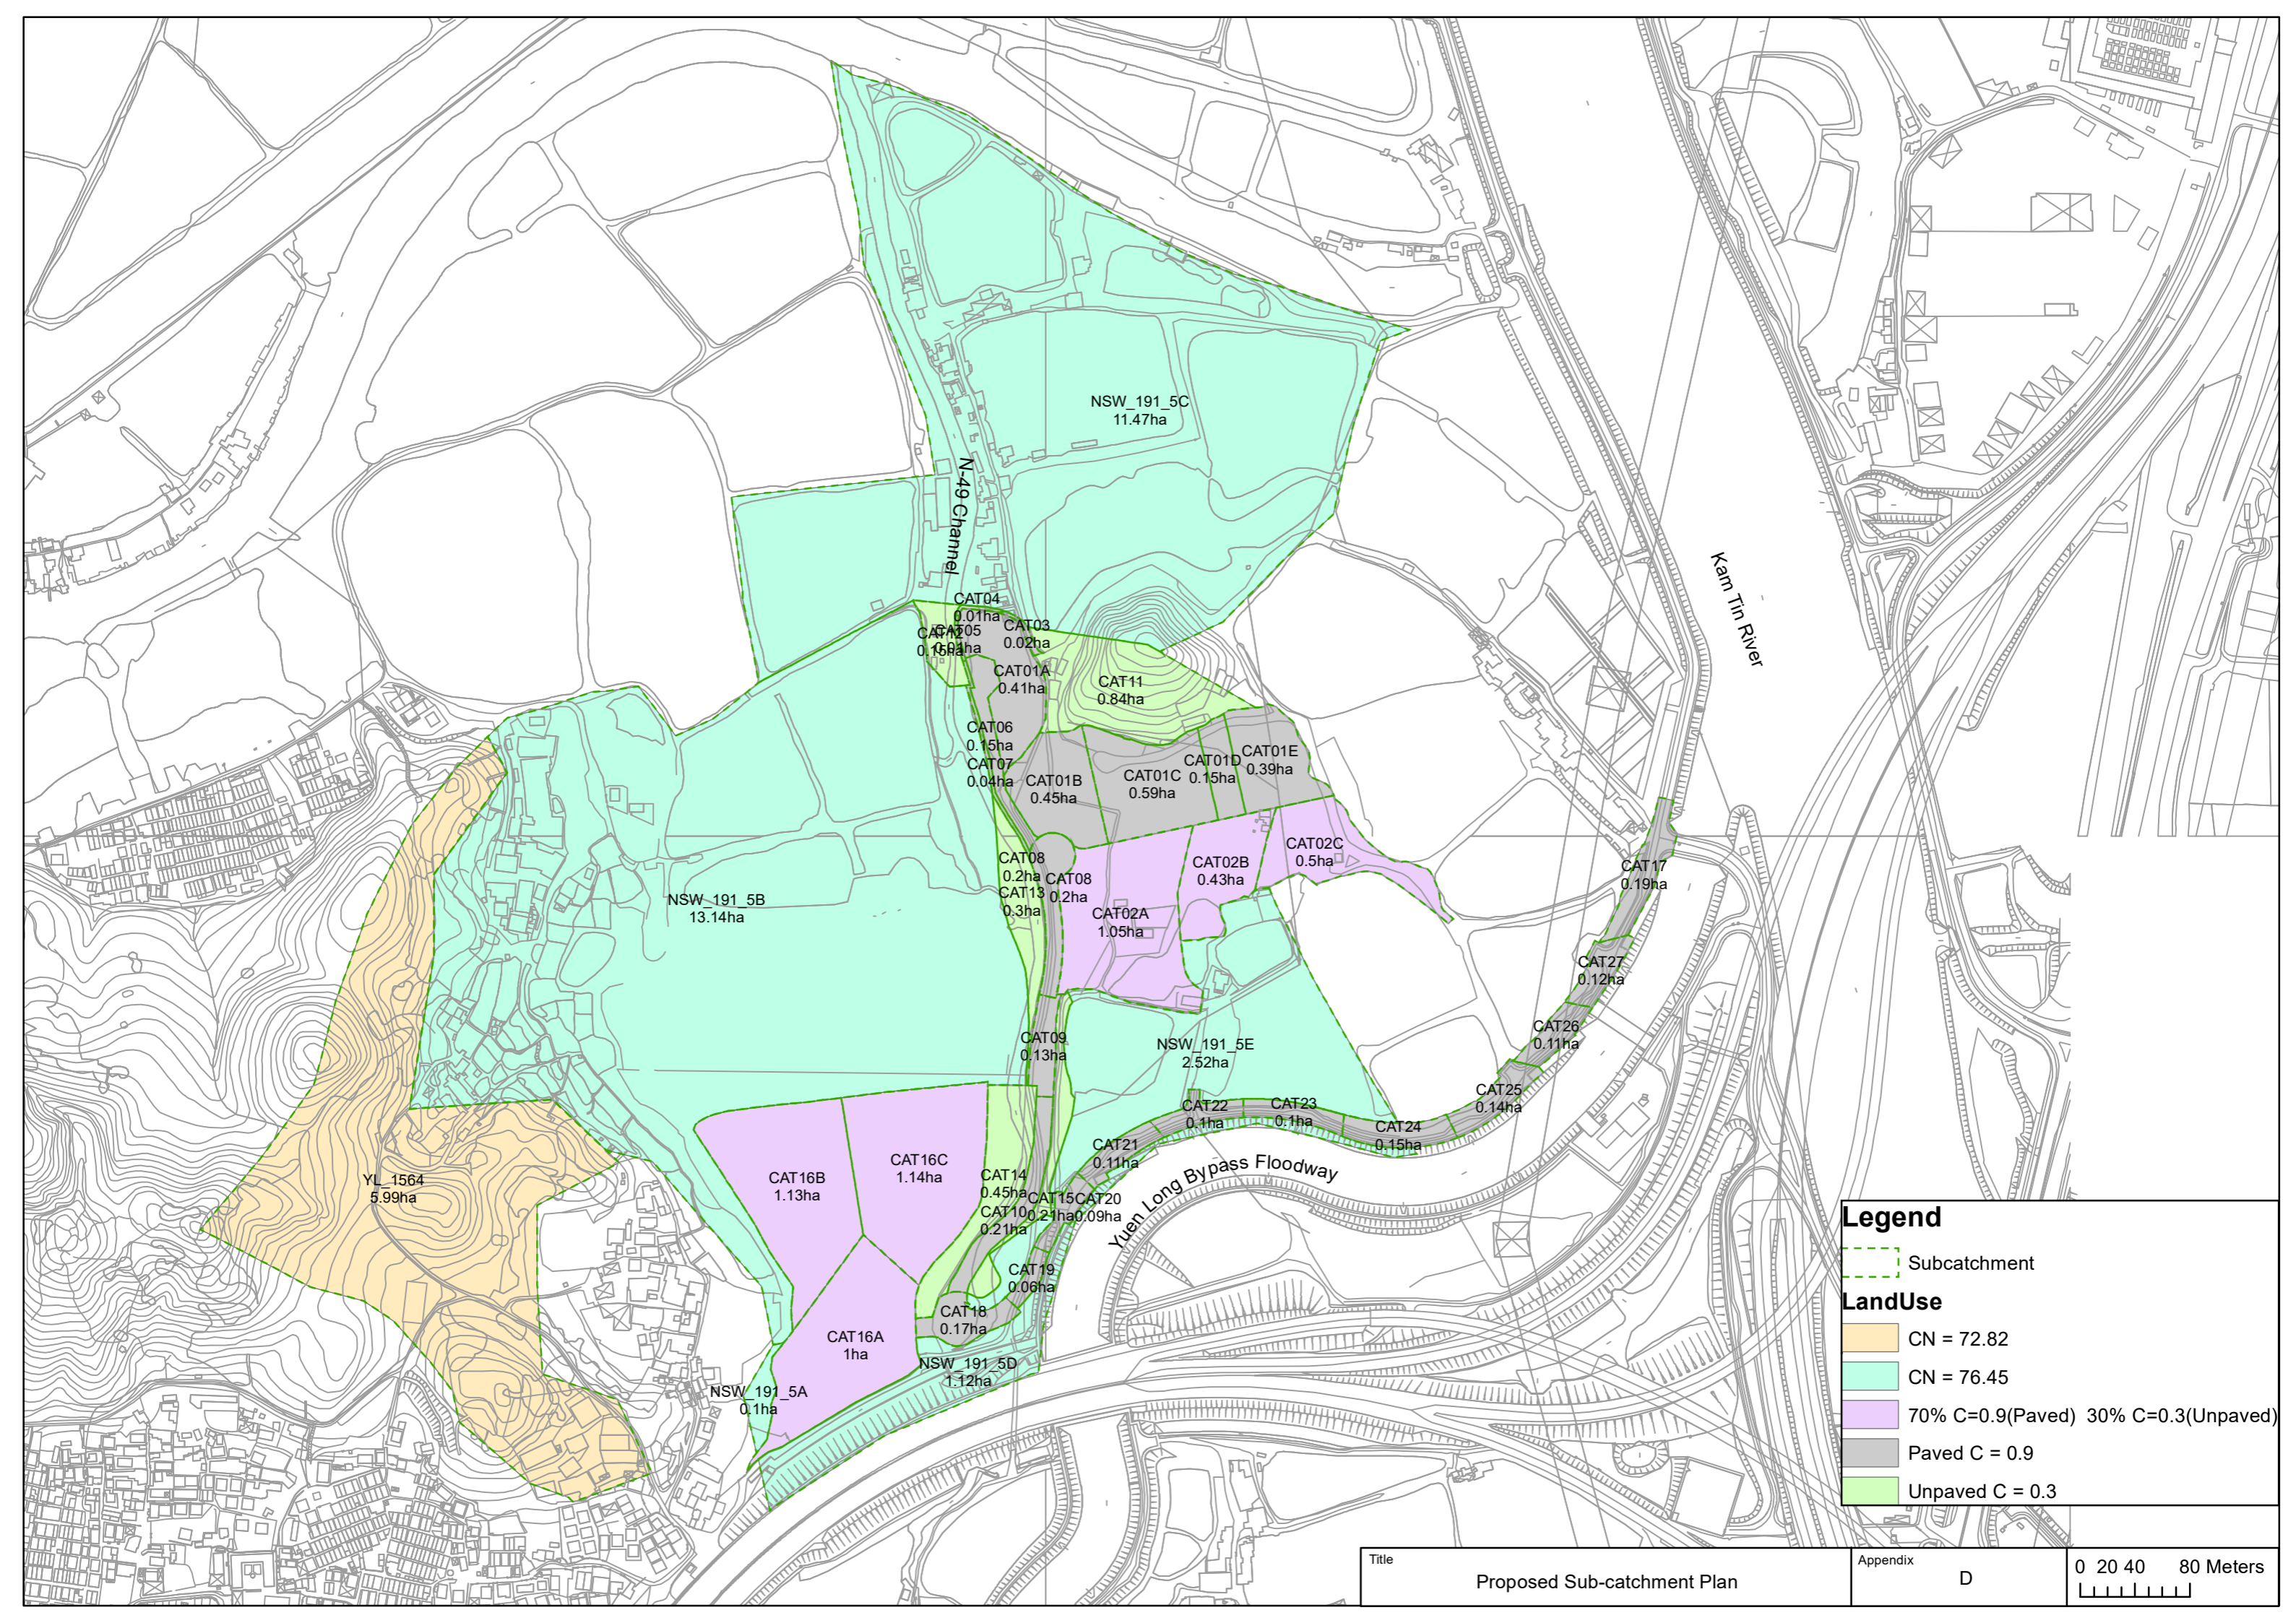 NSW_191_5C
11.47ha
N-49 Channel
Kam Tin River
CAT04
0.01ha
CAT03
0.02ha
CAT05
0.01ha
CAT12
0.15ha
CAT01A
0.41ha
CAT11
0.84ha
CAT06
0.15ha
CAT07
0.04ha
CAT01B
0.45ha
CAT01C
0.59ha
CAT01D
0.15ha
CAT01E
0.39ha
CAT08
0.2ha
CAT13
0.3ha
CAT08
0.2ha
CAT02A
1.05ha
CAT02B
0.43ha
CAT02C
0.5ha
CAT17
0.19ha
NSW_191_5B
13.14ha
CAT27
0.12ha
CAT26
0.11ha
CAT09
0.13ha
NSW_191_5E
2.52ha
CAT25
0.14ha
CAT22
0.1ha
CAT23
0.1ha
CAT24
0.15ha
CAT21
0.11ha
YL_1564
5.99ha
CAT16B
1.13ha
CAT16C
1.14ha
CAT14
0.45ha
CAT10
0.21ha
CAT15
0.21ha
CAT20
0.09ha
Yuen Long Bypass Floodway
CAT19
0.06ha
CAT18
0.17ha
CAT16A
1ha
NSW_191_5D
1.12ha
NSW_191_5A
0.1ha
Legend
Subcatchment
LandUse
CN = 72.82
CN = 76.45
70% C=0.9(Paved) 30% C=0.3(Unpaved)
Paved C = 0.9
Unpaved C = 0.3
Title
Proposed Sub-catchment Plan
Appendix
D
0 20 40 80 Meters